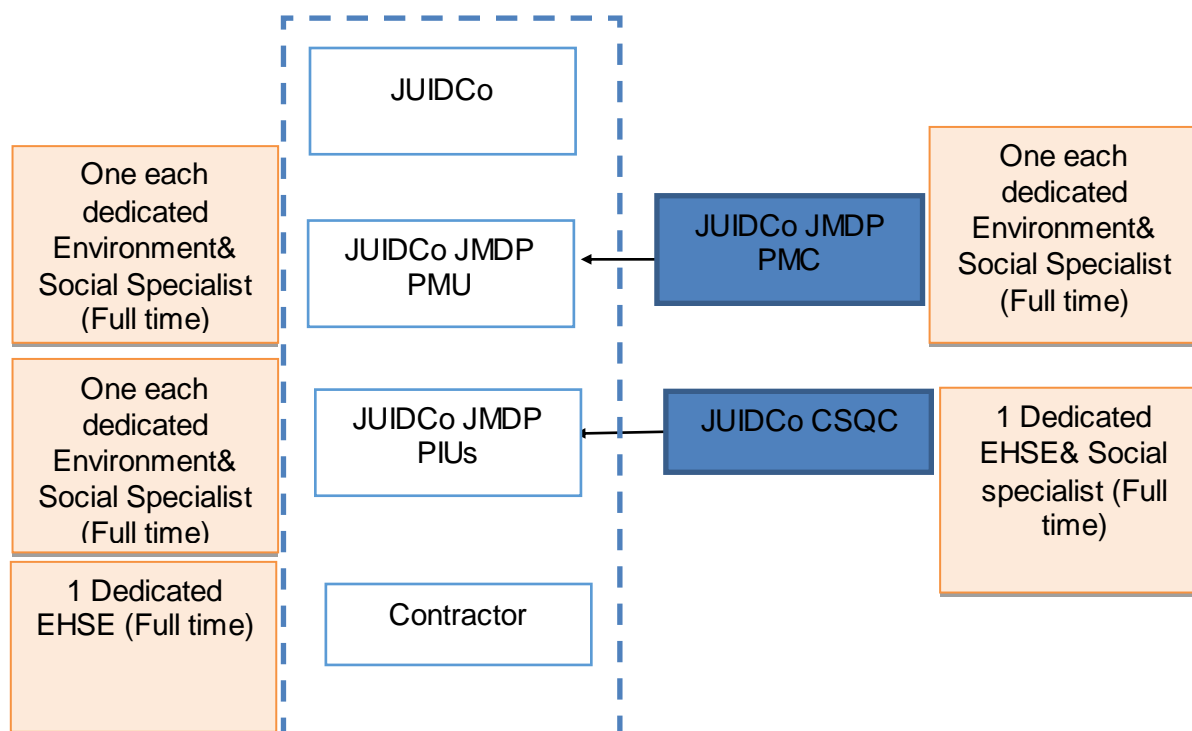 JUIDCo
One each
dedicated
Environment&
Social Specialist
(Full time)
JUIDCo JMDP
PMU
JUIDCo JMDP
PMC
One each
dedicated
Environment&
Social Specialist
(Full time)
One each
dedicated
Environment&
Social Specialist
(Full time)
JUIDCo JMDP
PIUs
JUIDCo CSQC
1 Dedicated
EHSE& Social
specialist (Full
time)
1 Dedicated
EHSE (Full time)
Contractor